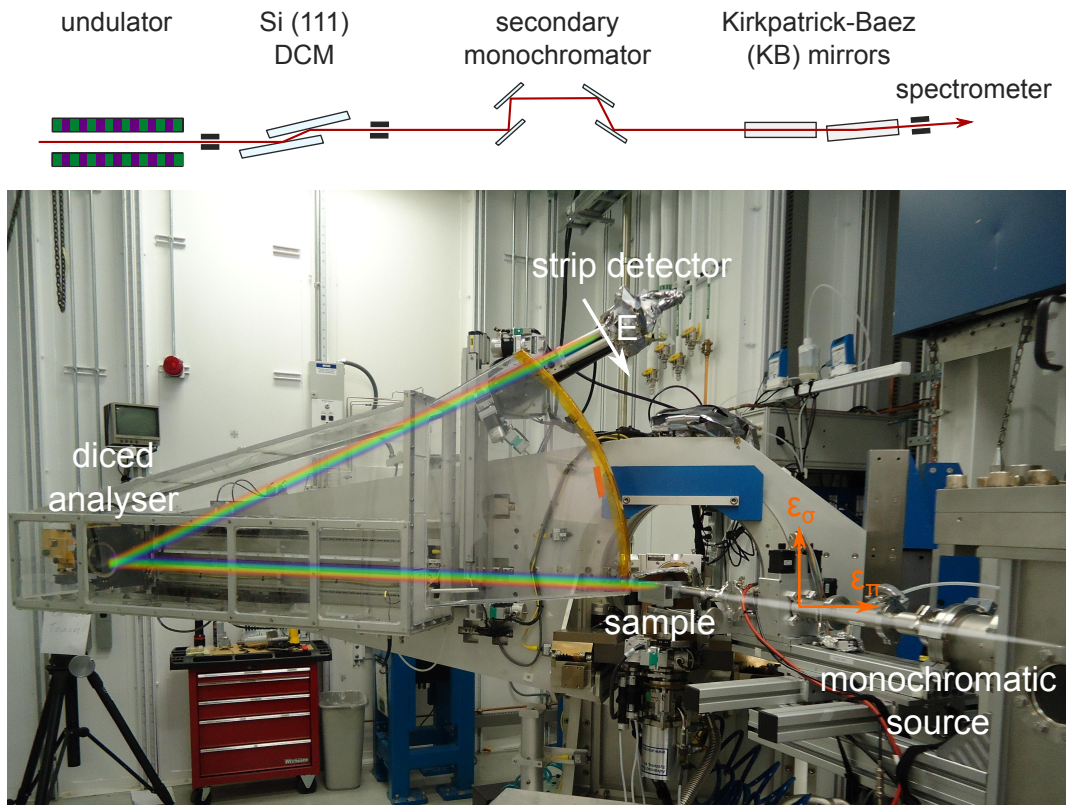 undulator
Si (111)
DCM
secondary
monochromator
Kirkpatrick-Baez
(KB) mirrors
spectrometer
strip detector
E
diced
analyser
εσ
επ
sample
monochromatic
source